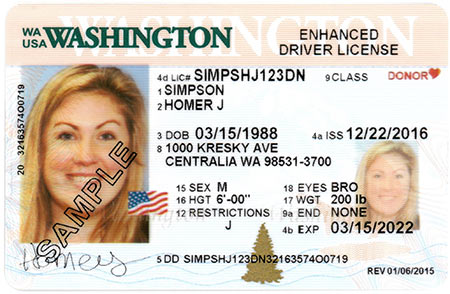 WA USA WASHINGTON
ENHANCED
DRIVER LICENSE
4d LIC# SIMPSHJ123DN 9 CLASS DONOR
1 SIMPSON
2 HOMER J
3 DOB 03/15/1988 4a ISS 12/22/2016
8 1000 KRESKY AVE
CENTRALIA WA 98531-3700
15 SEX M 18 EYES BRO
16 HGT 6'-00" 17 WGT 200 lb
12 RESTRICTIONS 9a END NONE
J 4b EXP 03/15/2022
5 DD SIMPSHJ123DN32163574O0719
REV 01/06/2015
20 32163574O0719
SAMPLE